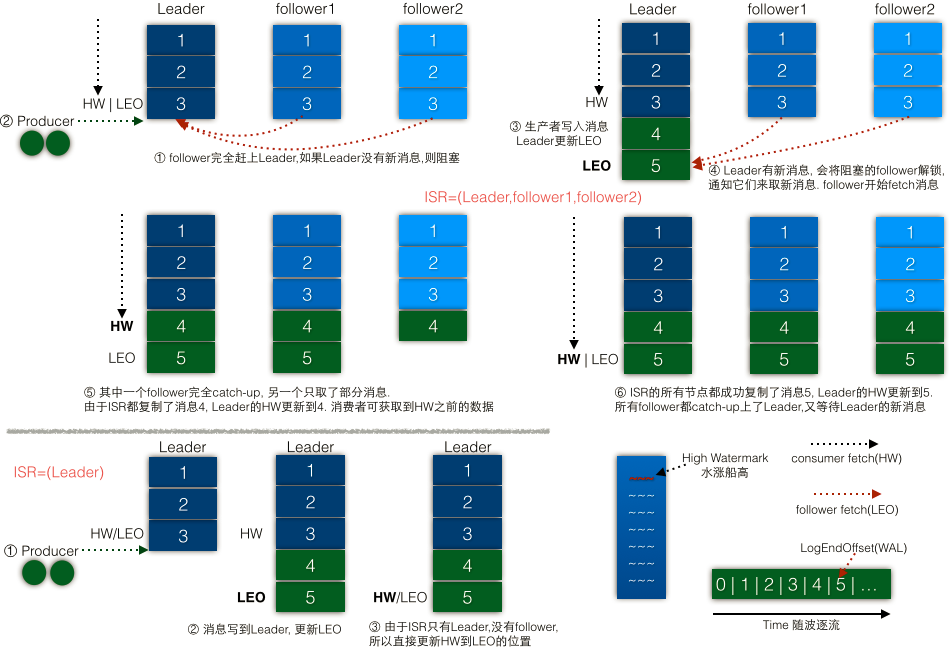 Leader follower1 follower2
1 1 1
2 2 2
3 3 3
HW | LEO
② Producer
① follower完全赶上Leader,如果Leader没有新消息,则阻塞
Leader follower1 follower2
1 1 1
2 2 2
HW 3 3 3
③ 生产者写入消息
Leader更新LEO
4
LEO 5
④ Leader有新消息, 会将阻塞的follower解锁,
通知它们来取新消息. follower开始fetch消息
ISR=(Leader,follower1,follower2)
1 1 1
2 2 2
3 3 3
HW 4 4 4
LEO 5 5
⑤ 其中一个follower完全catch-up, 另一个只取了部分消息.
由于ISR都复制了消息4, Leader的HW更新到4. 消费者可获取到HW之前的数据
1 1 1
2 2 2
3 3 3
4 4 4
HW | LEO 5 5 5
⑥ ISR的所有节点都成功复制了消息5, Leader的HW更新到5.
所有follower都catch-up上了Leader,又等待Leader的新消息
ISR=(Leader)
Leader
1
2
HW/LEO 3
① Producer
Leader
1
2
HW 3
4
LEO 5
② 消息写到Leader, 更新LEO
Leader
1
2
3
4
HW/LEO 5
③ 由于ISR只有Leader,没有follower,
所以直接更新HW到LEO的位置
High Watermark
水涨船高
~~~
~~~
~~~
~~~
~~~
~~~
consumer fetch(HW)
follower fetch(LEO)
LogEndOffset(WAL)
0 | 1 | 2 | 3 | 4 | 5 | ...
Time 随波逐流